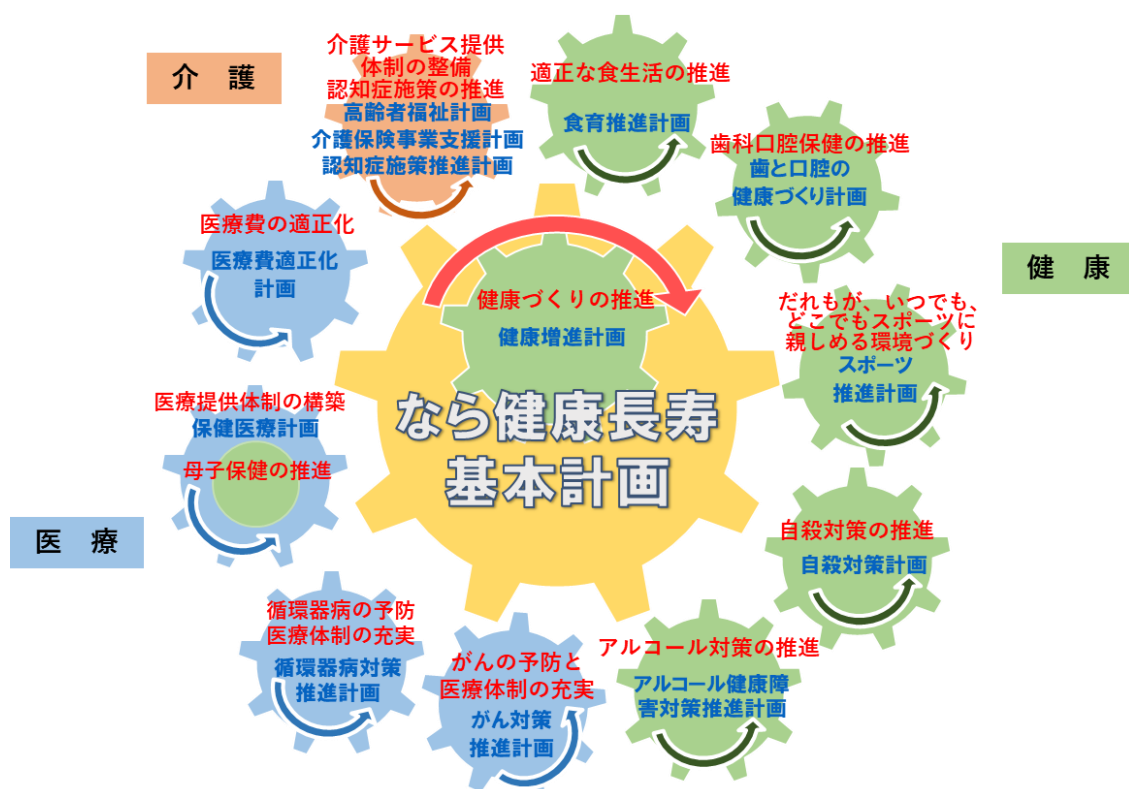 介　護
介護サービス提供
体制の整備
認知症施策の推進
高齢者福祉計画
介護保険事業支援計画
認知症施策推進計画
適正な食生活の推進
食育推進計画
歯科口腔保健の推進
歯と口腔の
健康づくり計画
健　康
だれもが、いつでも、
どこでもスポーツに
親しめる環境づくり
スポーツ
推進計画
自殺対策の推進
自殺対策計画
アルコール対策の推進
アルコール健康障
害対策推進計画
がんの予防と
医療体制の充実
がん対策
推進計画
循環器病の予防
医療体制の充実
循環器病対策
推進計画
医　療
医療提供体制の構築
保健医療計画
母子保健の推進
医療費の適正化
医療費適正化
計画
健康づくりの推進
健康増進計画
なら健康長寿
基本計画